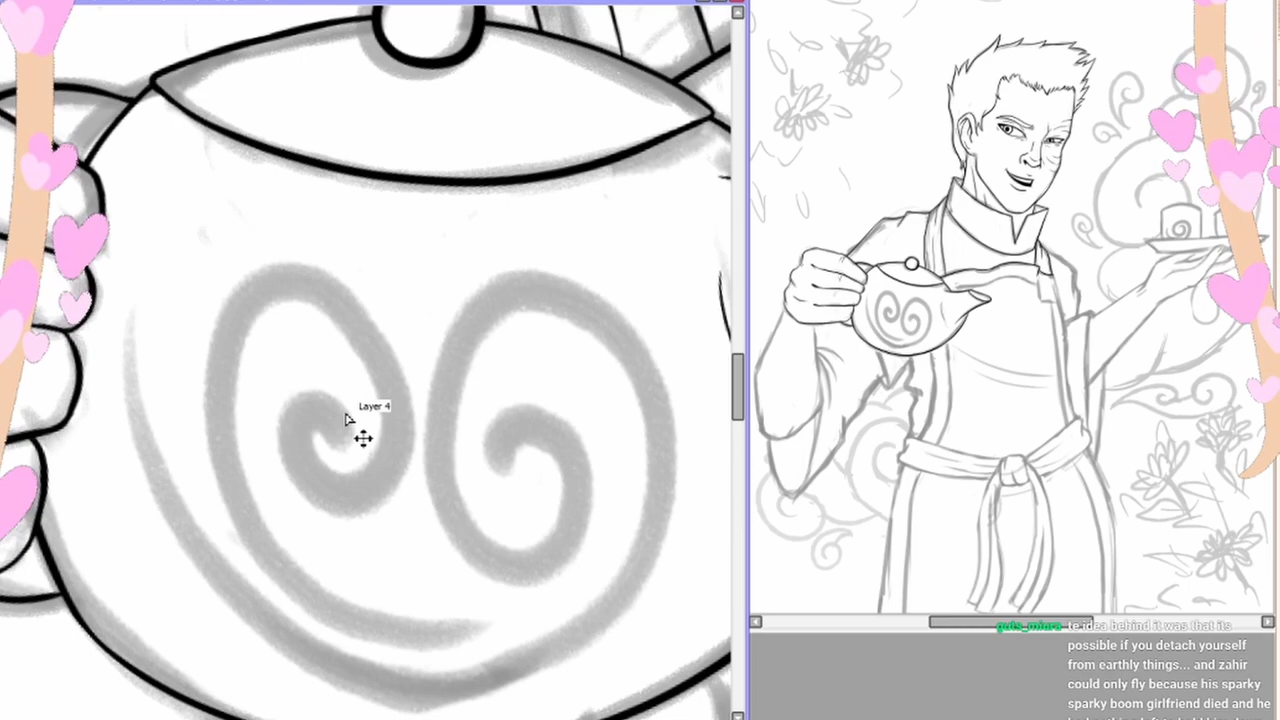 Layer 4
guts_miura te idea behind it was that its
possible if you detach yourself
from earthly things... and zahir
could only fly because his sparky
sparky boom girlfriend died and he